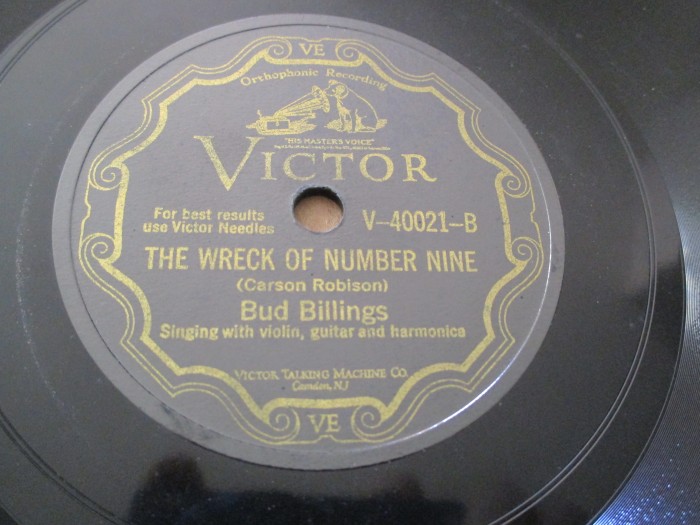 VE
Orthophonic Recording
"HIS MASTER'S VOICE"
VICTOR
For best results
use Victor Needles
V-40021-B
THE WRECK OF NUMBER NINE
(Carson Robison)
Bud Billings
Singing with violin, guitar and harmonica
VICTOR TALKING MACHINE CO.
Camden, N.J.
VE